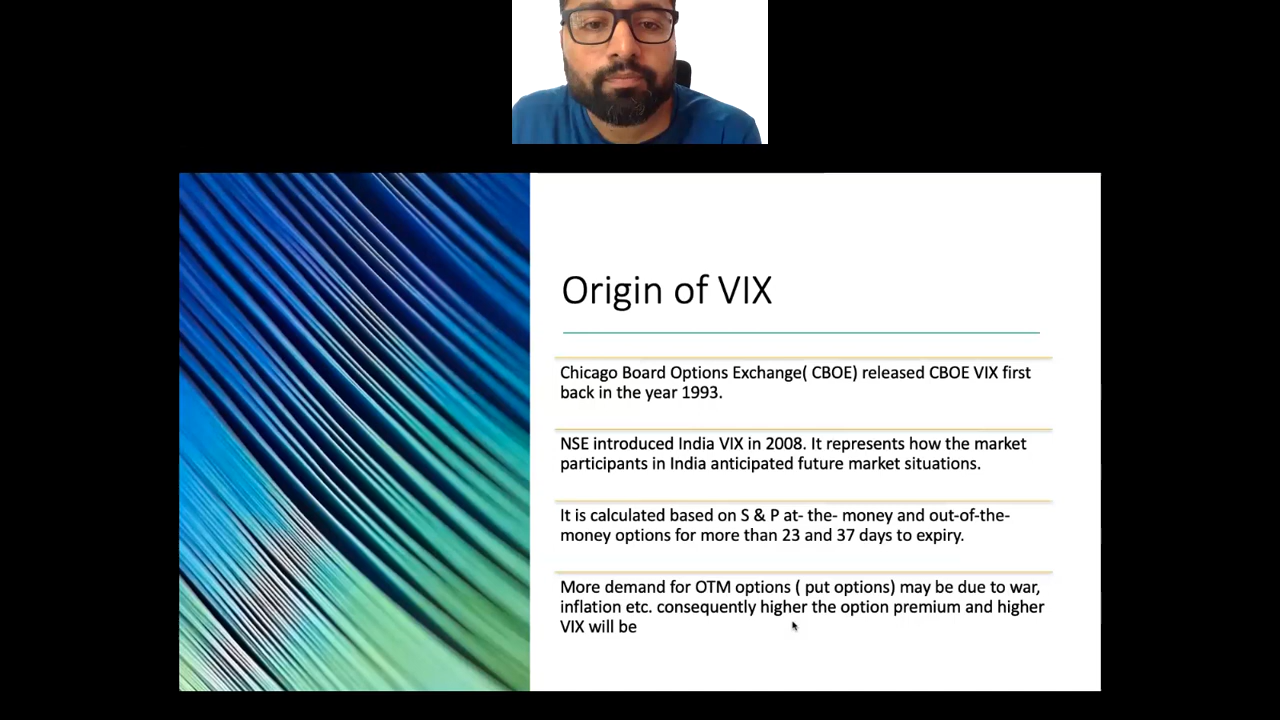 Origin of VIX
Chicago Board Options Exchange( CBOE) released CBOE VIX first
back in the year 1993.
NSE introduced India VIX in 2008. It represents how the market
participants in India anticipated future market situations.
It is calculated based on S & P at- the- money and out-of-the-
money options for more than 23 and 37 days to expiry.
More demand for OTM options ( put options) may be due to war,
inflation etc. consequently higher the option premium and higher
VIX will be